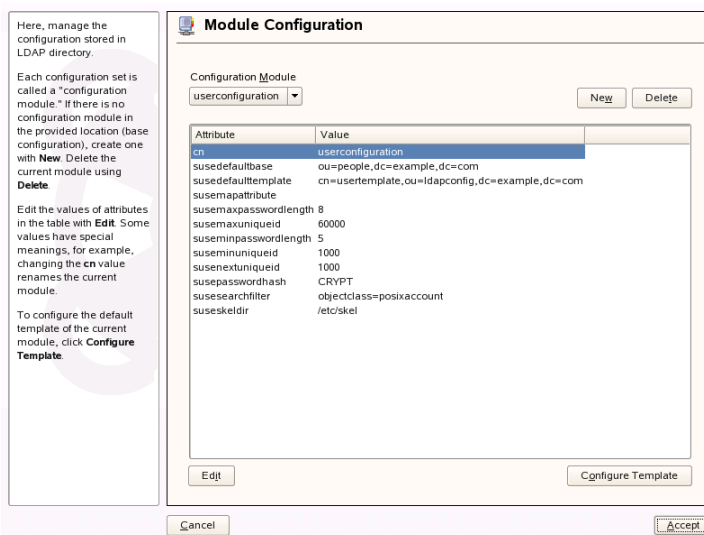 Here, manage the
configuration stored in
LDAP directory.
Each configuration set is
called a "configuration
module." If there is no
configuration module in
the provided location (base
configuration), create one
with New. Delete the
current module using
Delete.
Edit the values of attributes
in the table with Edit. Some
values have special
meanings, for example,
changing the cn value
renames the current
module.
To configure the default
template of the current
module, click Configure
Template.
Module Configuration
Configuration Module
userconfiguration
New
Delete
Attribute Value
cn userconfiguration
susedefaultbase ou=people,dc=example,dc=com
susedefaulttemplate cn=usertemplate,ou=ldapconfig,dc=example,dc=com
susemapattribute
susemaxpasswordlength 8
susemaxuniqueid 60000
suseminpasswordlength 5
suseminuniqueid 1000
susenextuniqueid 1000
susepasswordhash CRYPT
susesearchfilter objectclass=posixaccount
suseskeldir /etc/skel
Edit
Configure Template
Cancel
Accept